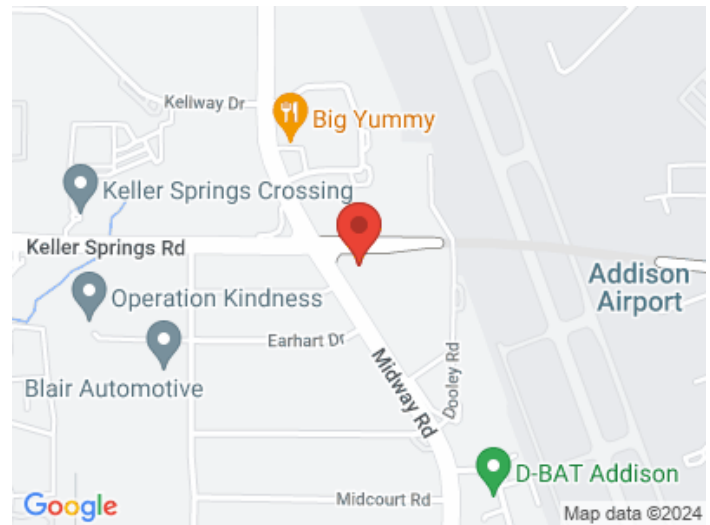 Kellway Dr
Big Yummy
Keller Springs Crossing
Keller Springs Rd
Addison
Airport
Operation Kindness
Earhart Dr
Blair Automotive
Midway Rd
Dooley Rd
D-BAT Addison
Midcourt Rd
Google
Map data ©2024